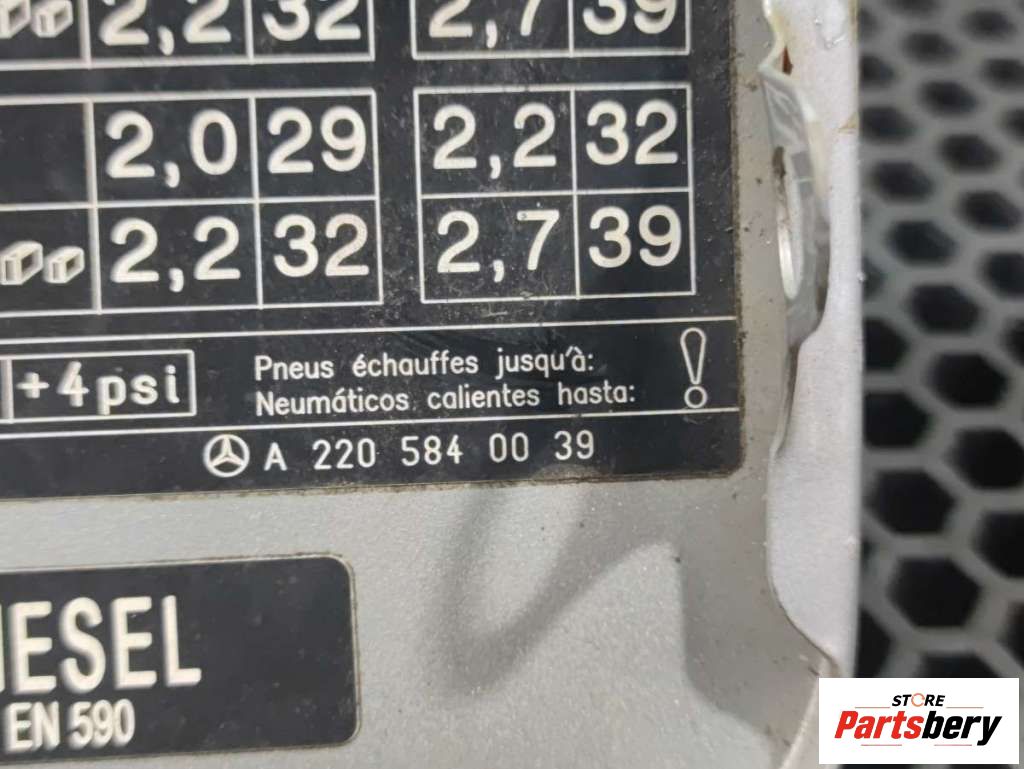 2,2 32 2,7 39
2,0 29 2,2 32
2,2 32 2,7 39
+4psi
Pneus échauffes jusqu'à:
Neumáticos calientes hasta:
!
A 220 584 00 39
IESEL
EN 590
STORE
Partsbery